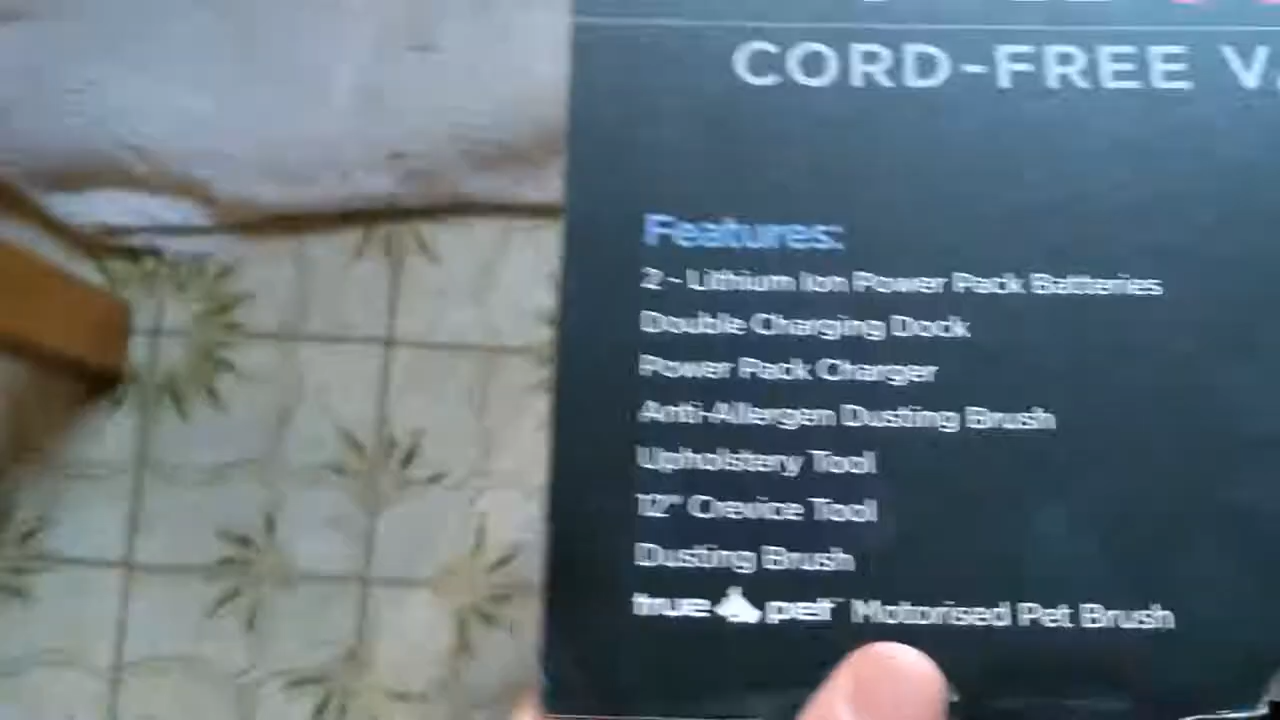 CORD-FREE
Features:
2 - Lithium Ion Power Pack Batteries
Double Charging Dock
Power Pack Charger
Anti-Allergen Dusting Brush
Upholstery Tool
12" Crevice Tool
Dusting Brush
true pet™ Motorised Pet Brush